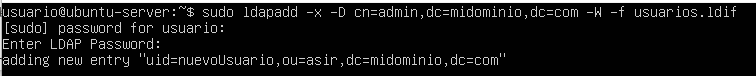 usuario@ubuntu-server:~$ sudo ldapadd -x -D cn=admin,dc=midominio,dc=com -W -f usuarios.ldif
[sudo] password for usuario:
Enter LDAP Password:
adding new entry "uid=nuevoUsuario,ou=asir,dc=midominio,dc=com"